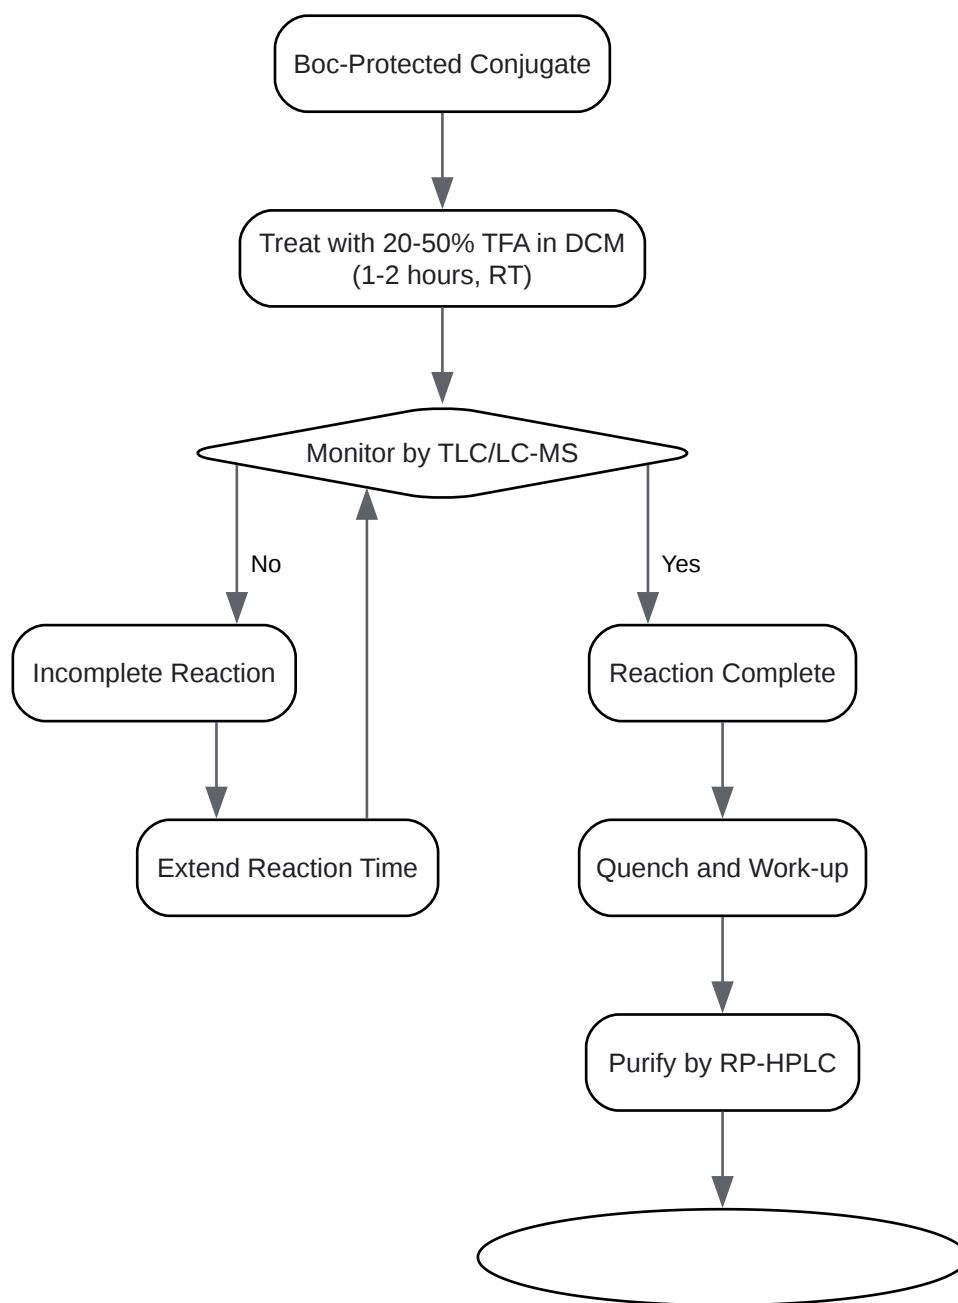 Boc-Protected Conjugate
Treat with 20-50% TFA in DCM
(1-2 hours, RT)
Monitor by TLC/LC-MS
No
Yes
Incomplete Reaction
Reaction Complete
Extend Reaction Time
Quench and Work-up
Purify by RP-HPLC